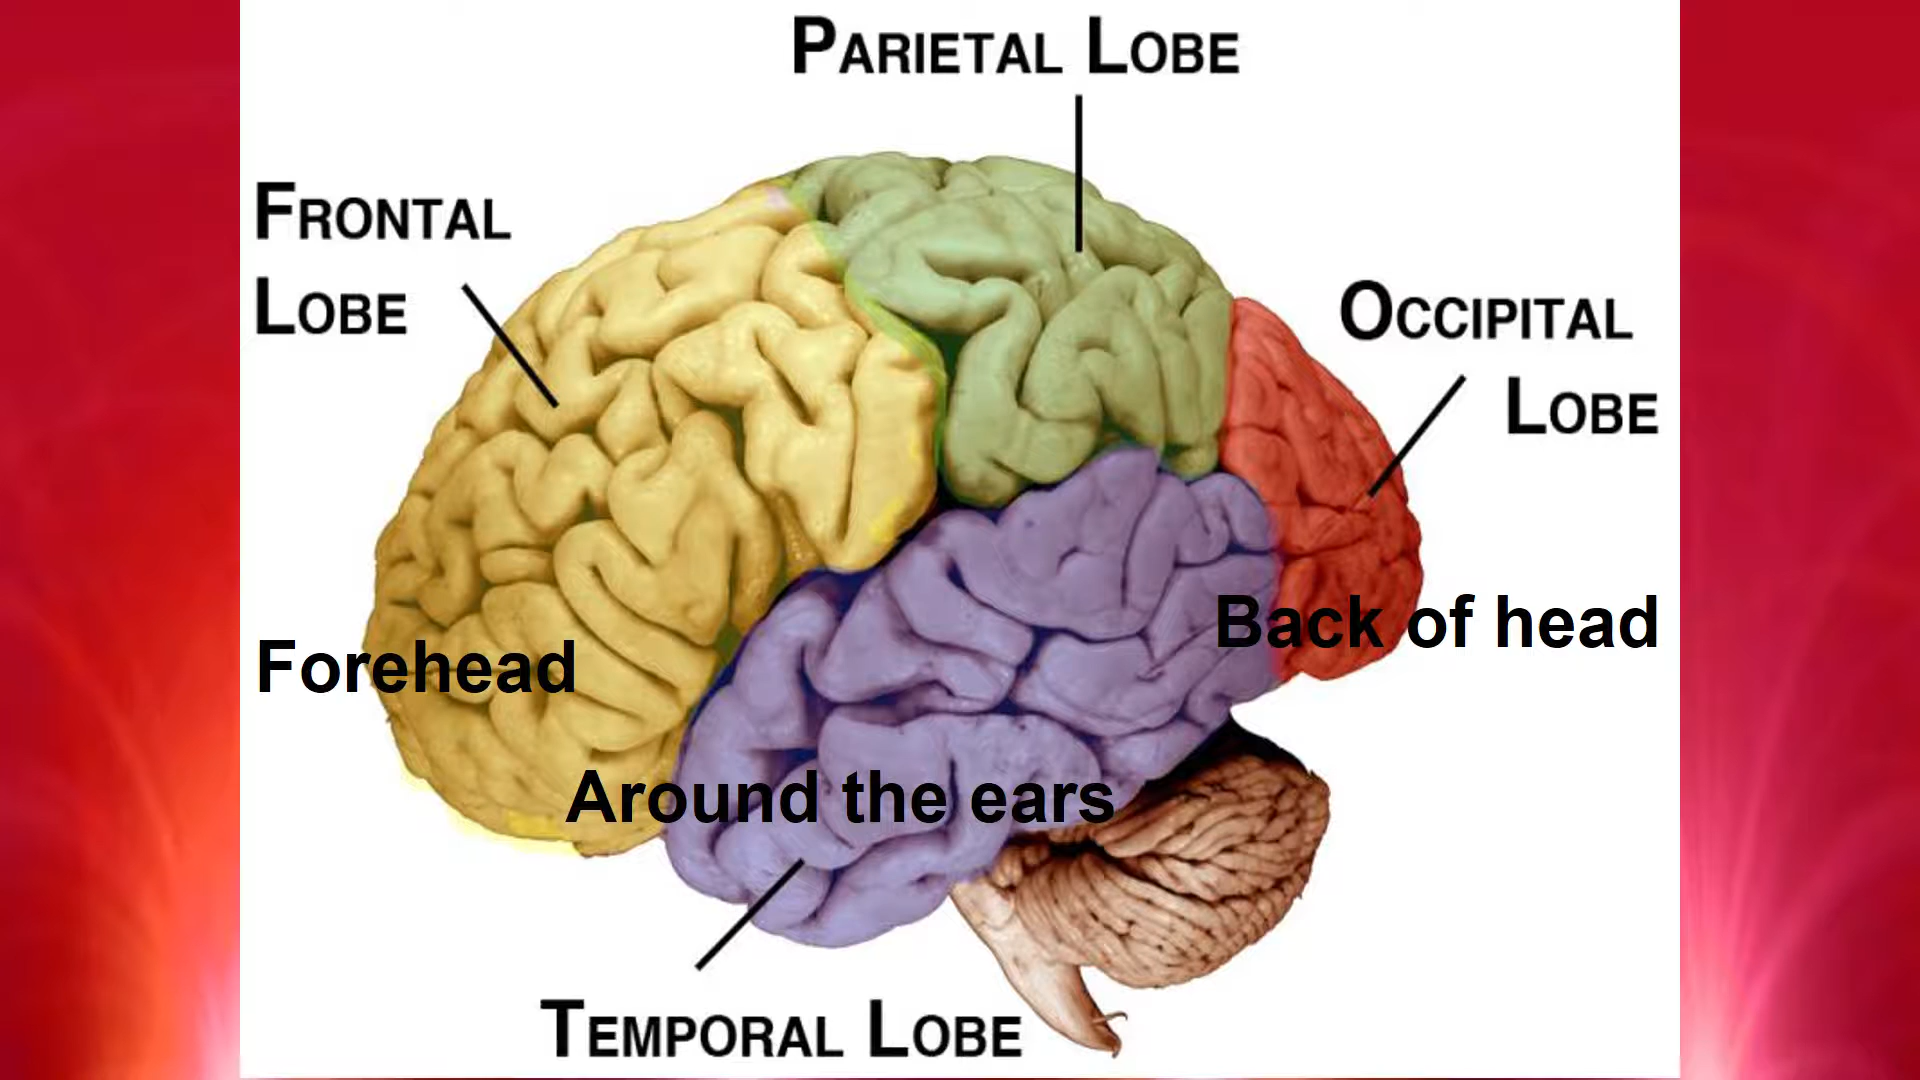 PARIETAL LOBE
FRONTAL
LOBE
OCCIPITAL
LOBE
Back of head
Forehead
Around the ears
TEMPORAL LOBE